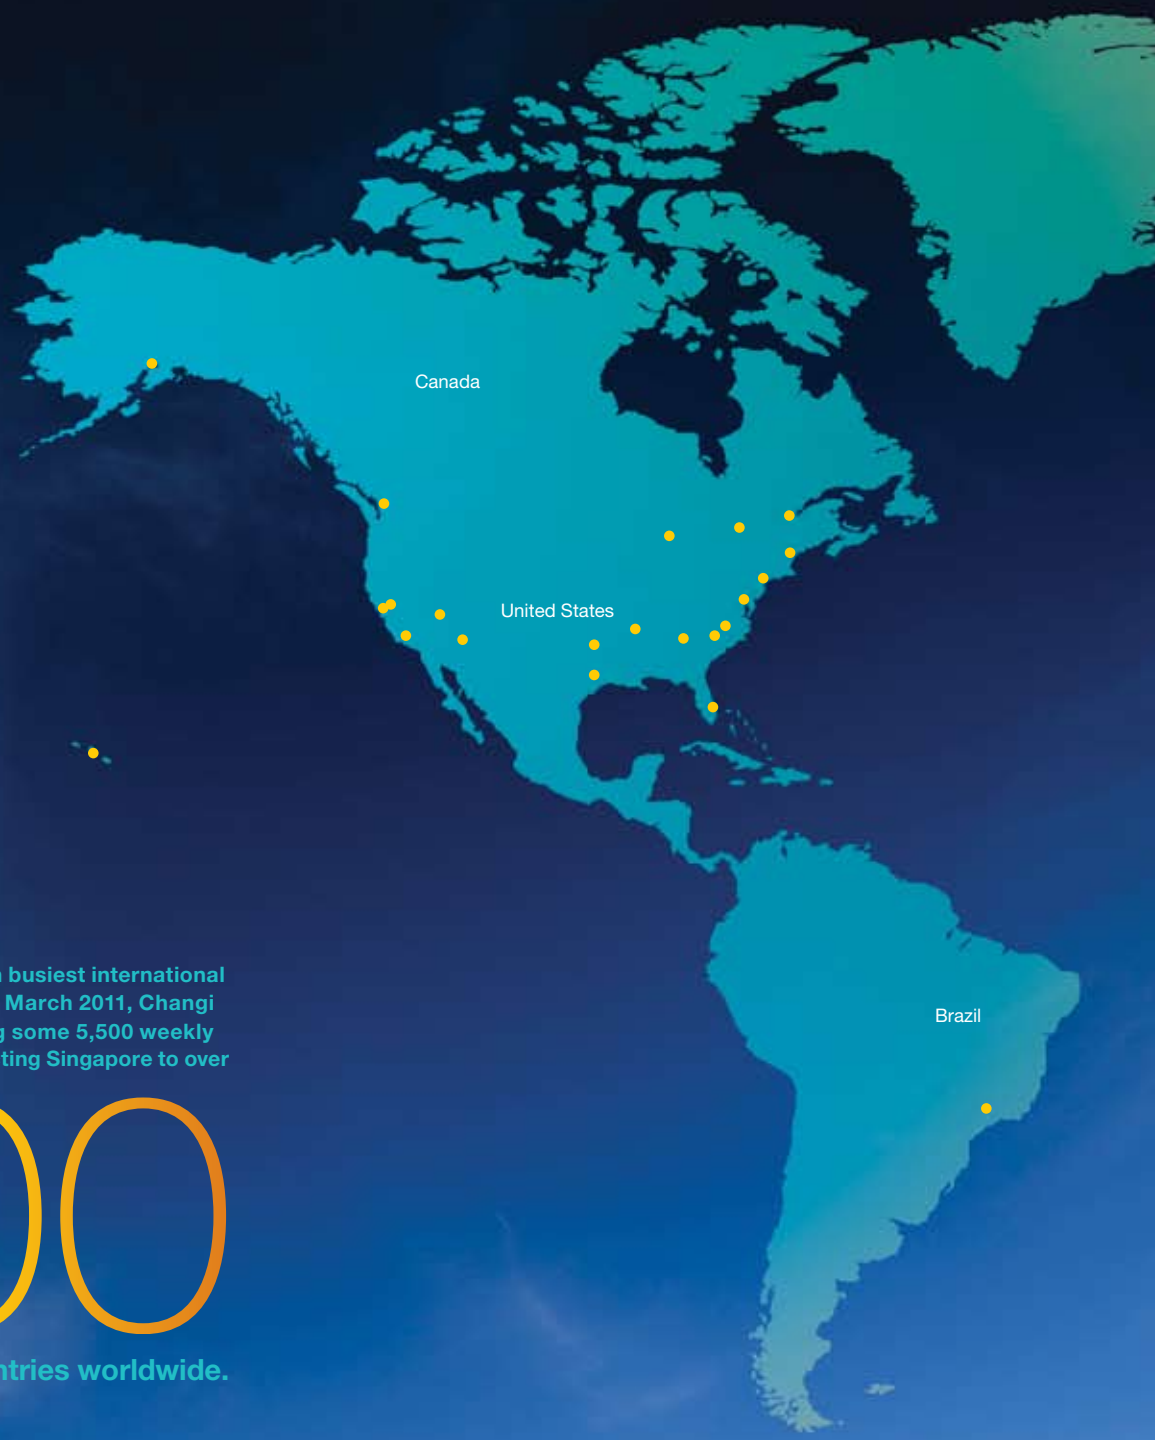 Canada
United States
Brazil
busiest international
March 2011, Changi
some 5,500 weekly
ting Singapore to over
00
ntries worldwide.